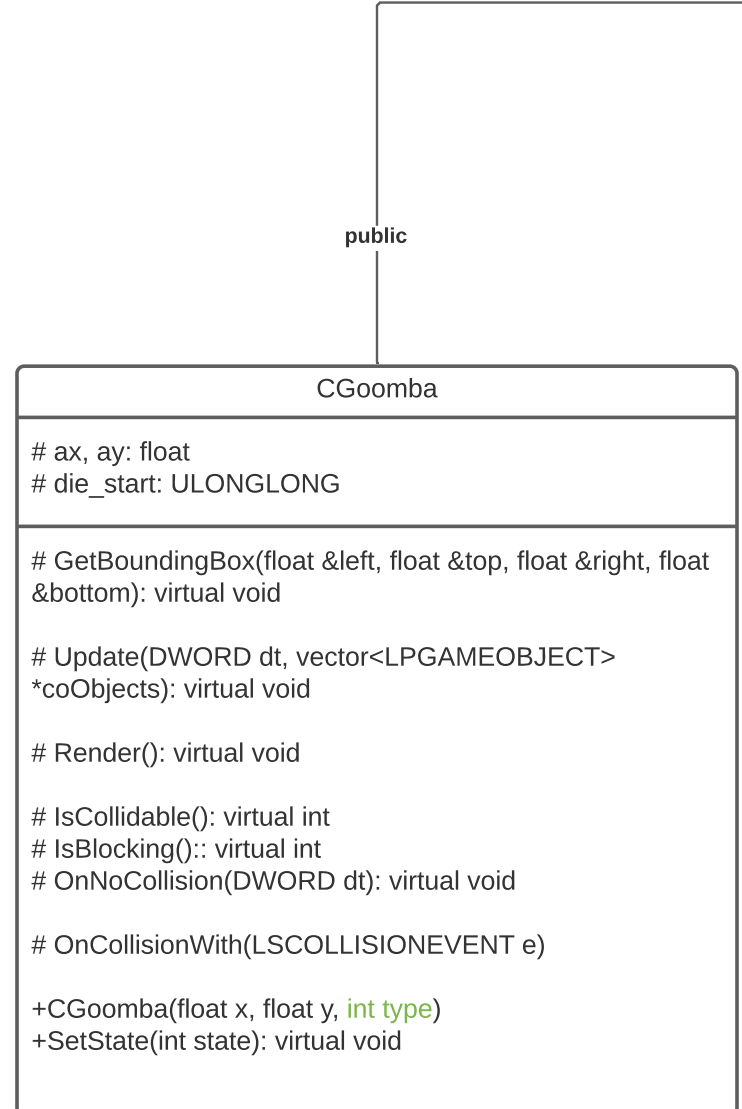 public
CGoomba
# ax, ay: float
# die_start: ULONGLONG
# GetBoundingBox(float &left, float &top, float &right, float
&bottom): virtual void
# Update(DWORD dt, vector<LPGAMEOBJECT>
*coObjects): virtual void
# Render(): virtual void
# IsCollidable(): virtual int
# IsBlocking():: virtual int
# OnNoCollision(DWORD dt): virtual void
# OnCollisionWith(LSCOLLISIONEVENT e)
+CGoomba(float x, float y, int type)
+SetState(int state): virtual void